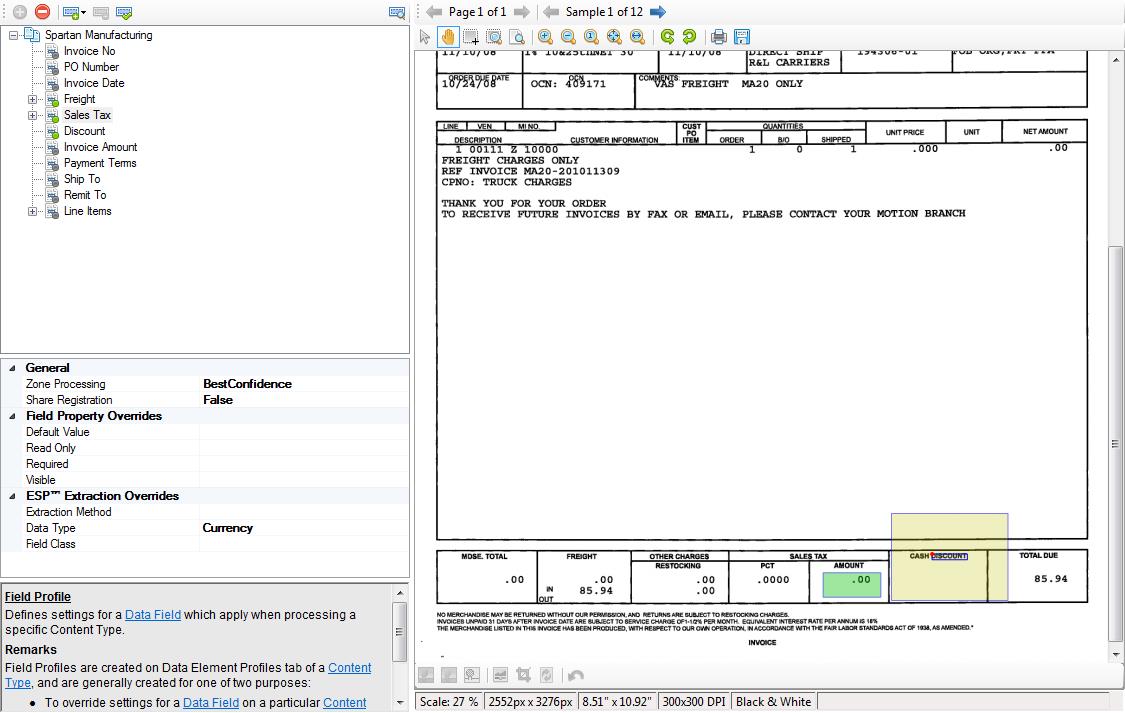 Page 1 of 1 Sample 1 of 12
Spartan Manufacturing
Invoice No
PO Number
Invoice Date
Freight
Sales Tax
Discount
Invoice Amount
Payment Terms
Ship To
Remit To
Line Items
General
Zone Processing BestConfidence
Share Registration False
Field Property Overrides
Default Value
Read Only
Required
Visible
ESP™ Extraction Overrides
Extraction Method
Data Type Currency
Field Class
Field Profile
Defines settings for a Data Field which apply when processing a
specific Content Type.
Remarks
Field Profiles are created on Data Element Profiles tab of a Content
Type, and are generally created for one of two purposes:
• To override settings for a Data Field on a particular Content
11/10/08 11/10/08 DIRECT SHIP
R&L CARRIERS
ORDER DUE DATE OCN COMMENTS:
10/24/08 OCN: 409171 VAS FREIGHT MA20 ONLY
LINE VEN MI NO. CUST QUANTITIES UNIT PRICE UNIT NET AMOUNT
DESCRIPTION CUSTOMER INFORMATION PO ITEM ORDER B/O SHIPPED
1 00111 Z 10000 1 0 1 .000 .00
FREIGHT CHARGES ONLY
REF INVOICE MA20-201011309
CPNO: TRUCK CHARGES
THANK YOU FOR YOUR ORDER
TO RECEIVE FUTURE INVOICES BY FAX OR EMAIL, PLEASE CONTACT YOUR MOTION BRANCH
MDSE. TOTAL FREIGHT OTHER CHARGES SALES TAX CASH DISCOUNT TOTAL DUE
RESTOCKING PCT AMOUNT
.00 .00 .00 .0000 .00 85.94
IN 85.94 .00
OUT
NO MERCHANDISE MAY BE RETURNED WITHOUT OUR PERMISSION, AND RETURNS ARE SUBJECT TO RESTOCKING CHARGES.
INVOICES UNPAID 31 DAYS AFTER INVOICE DATE ARE SUBJECT TO SERVICE CHARGE OF 1-1/2% PER MONTH. EQUIVALENT INTEREST RATE PER ANNUM IS 18%
THE MERCHANDISE LISTED IN THIS INVOICE HAS BEEN PRODUCED, WITH RESPECT TO OUR OWN OPERATION, IN ACCORDANCE WITH THE FAIR LABOR STANDARDS ACT OF 1938, AS AMENDED.*
INVOICE
Scale: 27 % 2552px x 3276px 8.51" x 10.92" 300x300 DPI Black & White